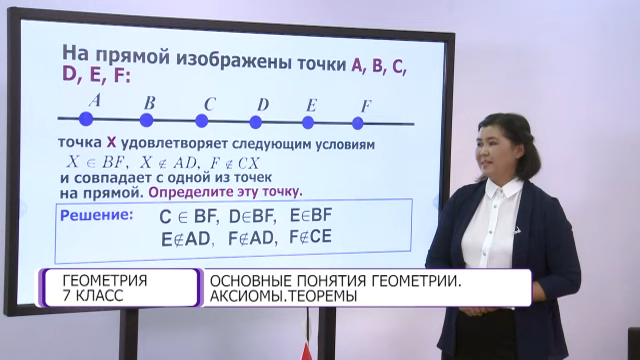 На прямой изображены точки A, B, C,
D, E, F:
A B C D E F
точка X удовлетворяет следующим условиям
X ∈ BF, X ∉ AD, F ∉ CX
и совпадает с одной из точек
на прямой. Определите эту точку.
Решение: C ∈ BF, D∈BF, E∈BF
E∉AD, F∉AD, F∉CE
ГЕОМЕТРИЯ
7 КЛАСС
ОСНОВНЫЕ ПОНЯТИЯ ГЕОМЕТРИИ.
АКСИОМЫ.ТЕОРЕМЫ